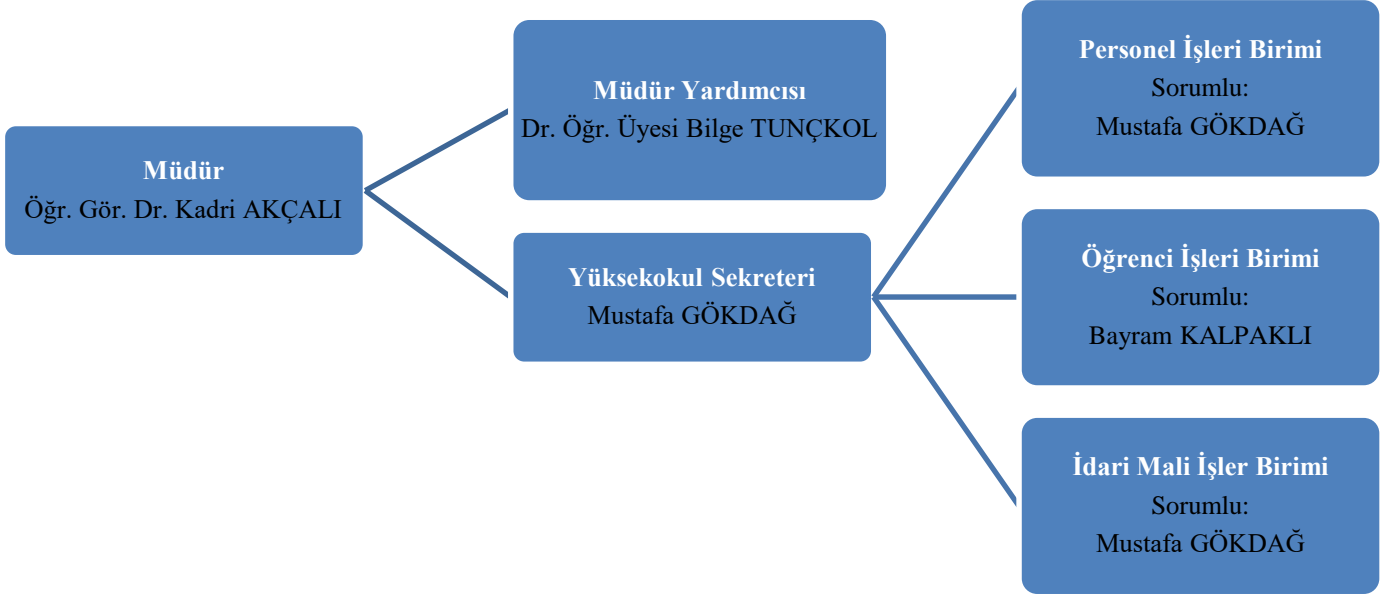 Müdür
Öğr. Gör. Dr. Kadri AKÇALI
Müdür Yardımcısı
Dr. Öğr. Üyesi Bilge TUNÇKOL
Yüksekokul Sekreteri
Mustafa GÖKDAĞ
Personel İşleri Birimi
Sorumlu:
Mustafa GÖKDAĞ
Öğrenci İşleri Birimi
Sorumlu:
Bayram KALPAKLI
İdari Mali İşler Birimi
Sorumlu:
Mustafa GÖKDAĞ